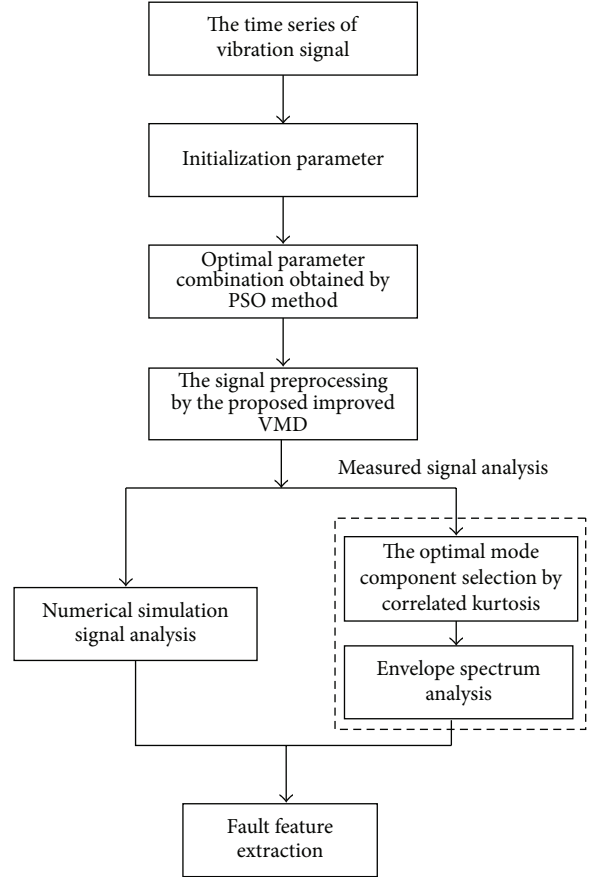 The time series of
vibration signal
Initialization parameter
Optimal parameter
combination obtained by
PSO method
The signal preprocessing
by the proposed improved
VMD
Measured signal analysis
The optimal mode
component selection by
correlated kurtosis
Numerical simulation
signal analysis
Envelope spectrum
analysis
Fault feature
extraction